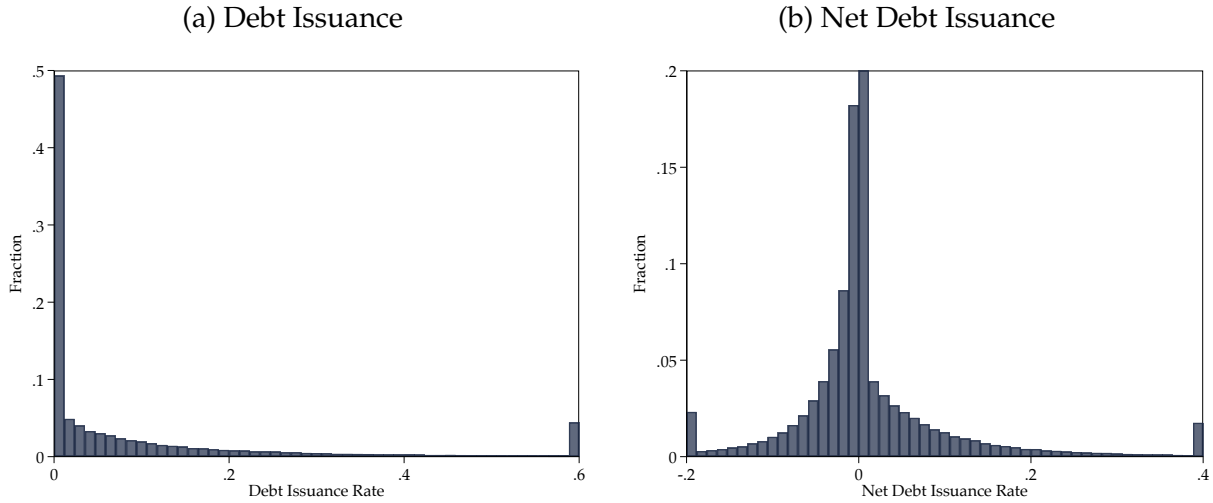 (a) Debt Issuance
(b) Net Debt Issuance
.5
.4
.3
.2
.1
0
Fraction
0 .2 .4 .6
Debt Issuance Rate
.2
.15
.1
.05
0
Fraction
-.2 0 .2 .4
Net Debt Issuance Rate